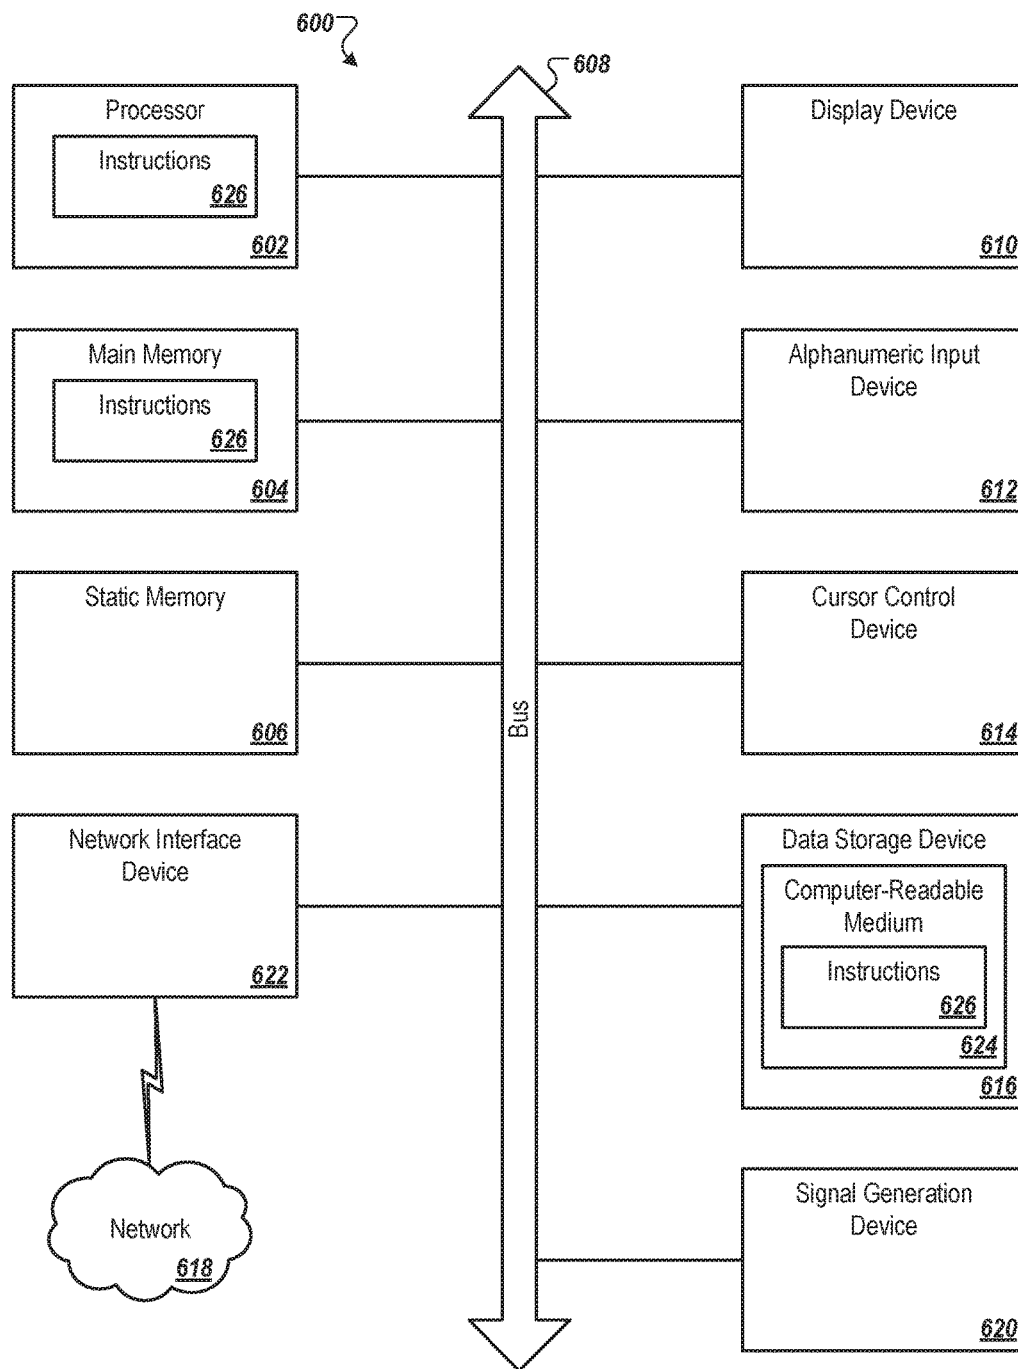 600
608
Processor
Instructions
626
602
Display Device
610
Main Memory
Instructions
626
604
Alphanumeric Input
Device
612
Static Memory
606
Cursor Control
Device
614
Bus
Network Interface
Device
622
Data Storage Device
Computer-Readable
Medium
Instructions
626
624
616
Network
618
Signal Generation
Device
620